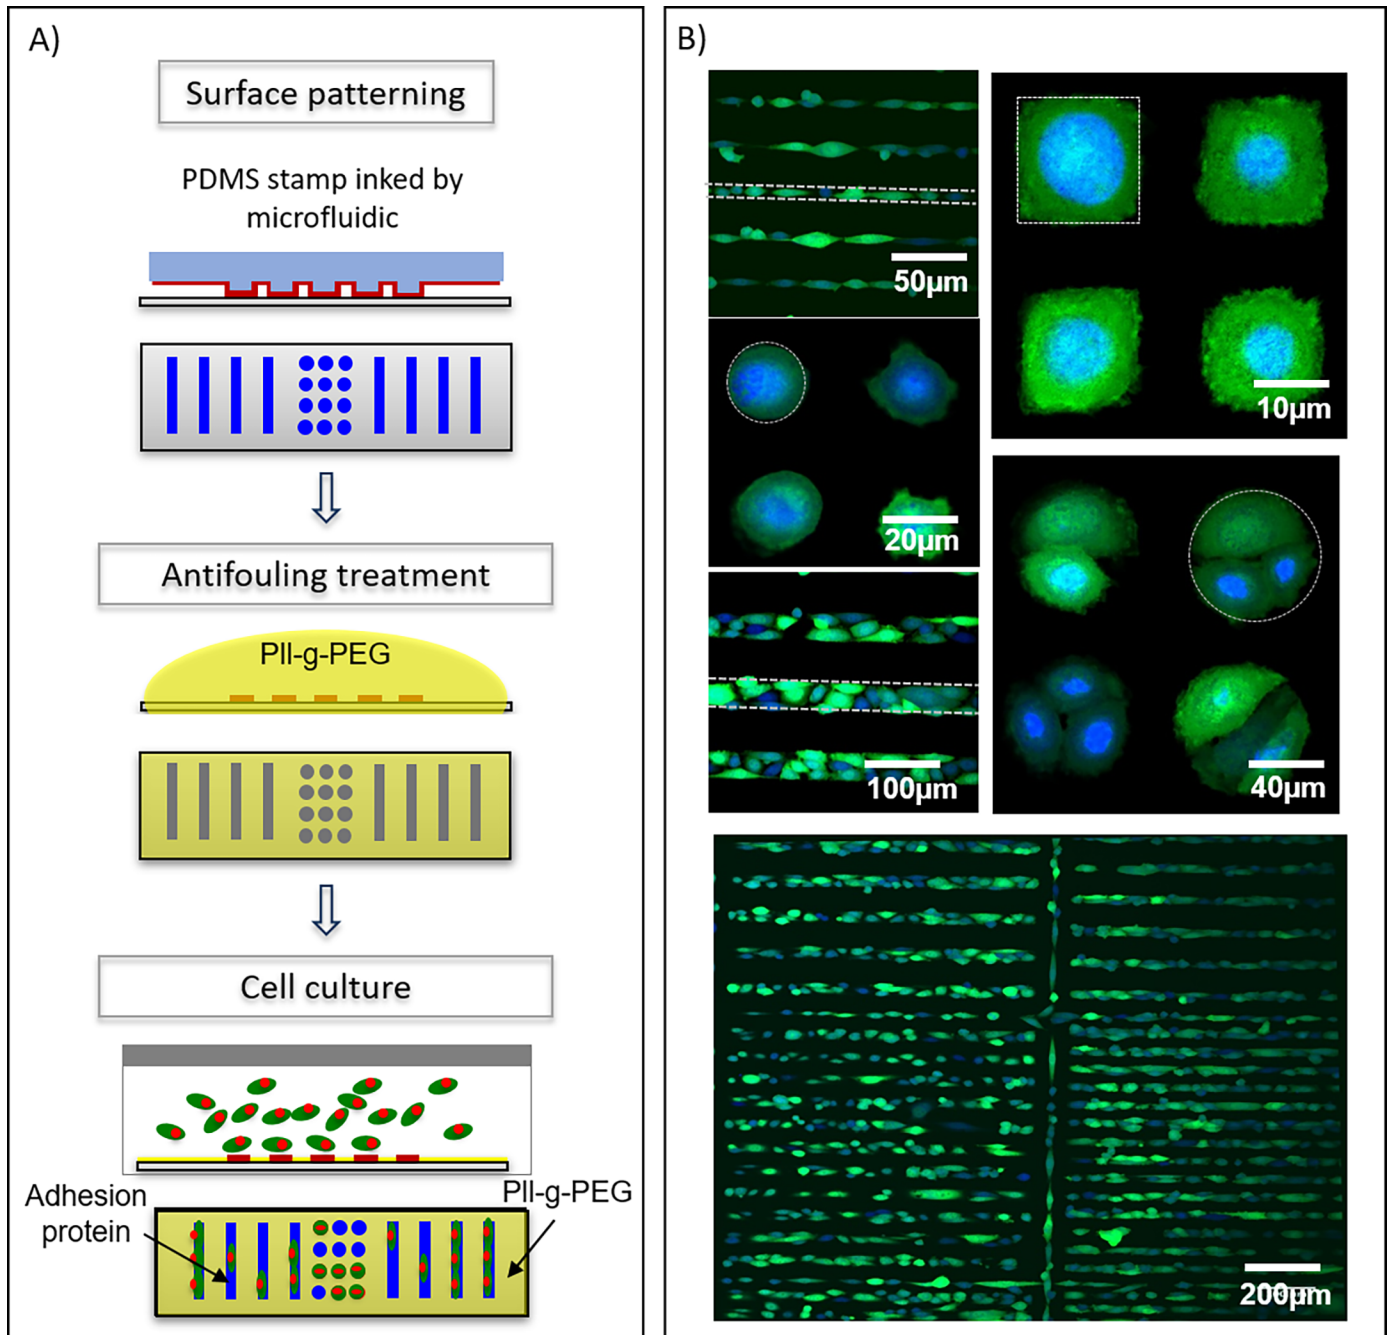 A)
Surface patterning
PDMS stamp inked by
microfluidic
Antifouling treatment
Pll-g-PEG
Cell culture
Adhesion
protein
Pll-g-PEG
B)
50µm
10µm
20µm
100µm
40µm
200µm